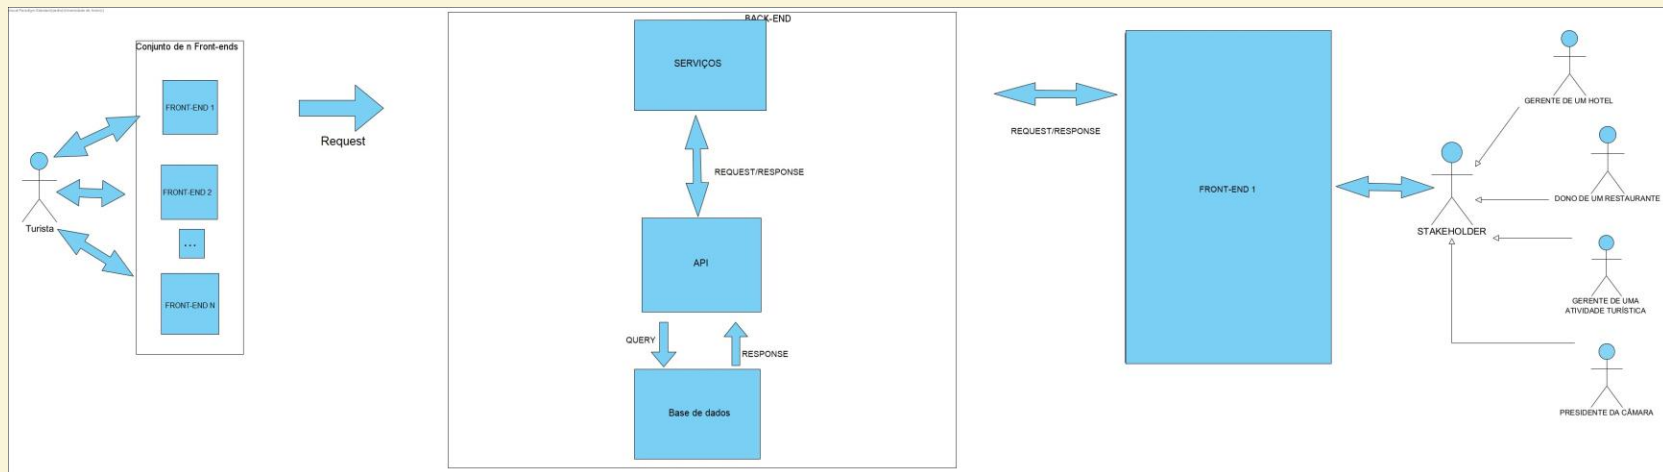 Conjunto de n Front-ends
FRONT-END 1
FRONT-END 2
...
FRONT-END N
Turista
Request
BACK-END
SERVIÇOS
REQUEST/RESPONSE
API
QUERY
RESPONSE
Base de dados
REQUEST/RESPONSE
FRONT-END 1
STAKEHOLDER
GERENTE DE UM HOTEL
DONO DE UM RESTAURANTE
GERENTE DE UMA
ATIVIDADE TURÍSTICA
PRESIDENTE DA CÂMARA